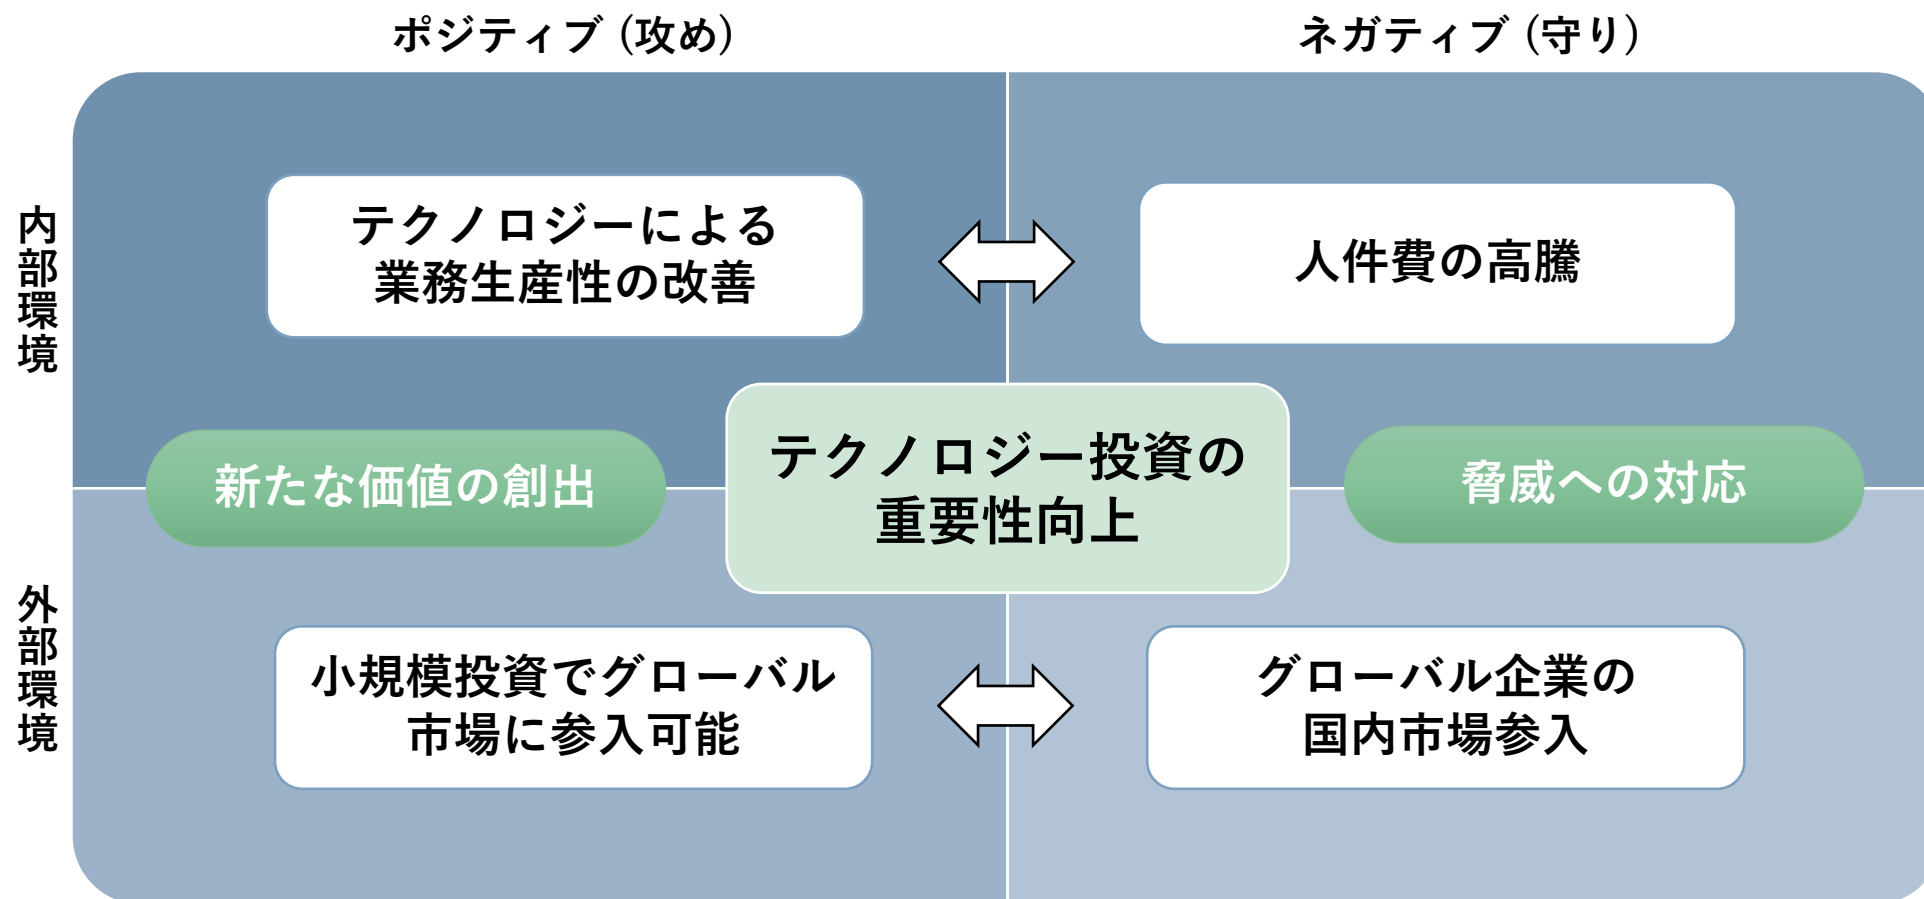 ポジティブ (攻め)
ネガティブ (守り)
内部環境
テクノロジーによる
業務生産性の改善
人件費の高騰
新たな価値の創出
テクノロジー投資の
重要性向上
脅威への対応
外部環境
小規模投資でグローバル
市場に参入可能
グローバル企業の
国内市場参入